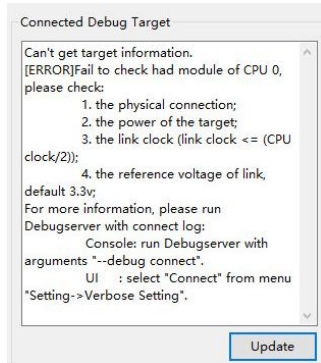 Connected Debug Target
Can't get target information.
[ERROR]Fail to check had module of CPU 0,
please check:
1. the physical connection;
2. the power of the target;
3. the link clock (link clock <= (CPU
clock/2));
4. the reference voltage of link,
default 3.3v;
For more information, please run
Debugserver with connect log:
Console: run Debugserver with
arguments "--debug connect".
UI : select "Connect" from menu
"Setting->Verbose Setting".
Update